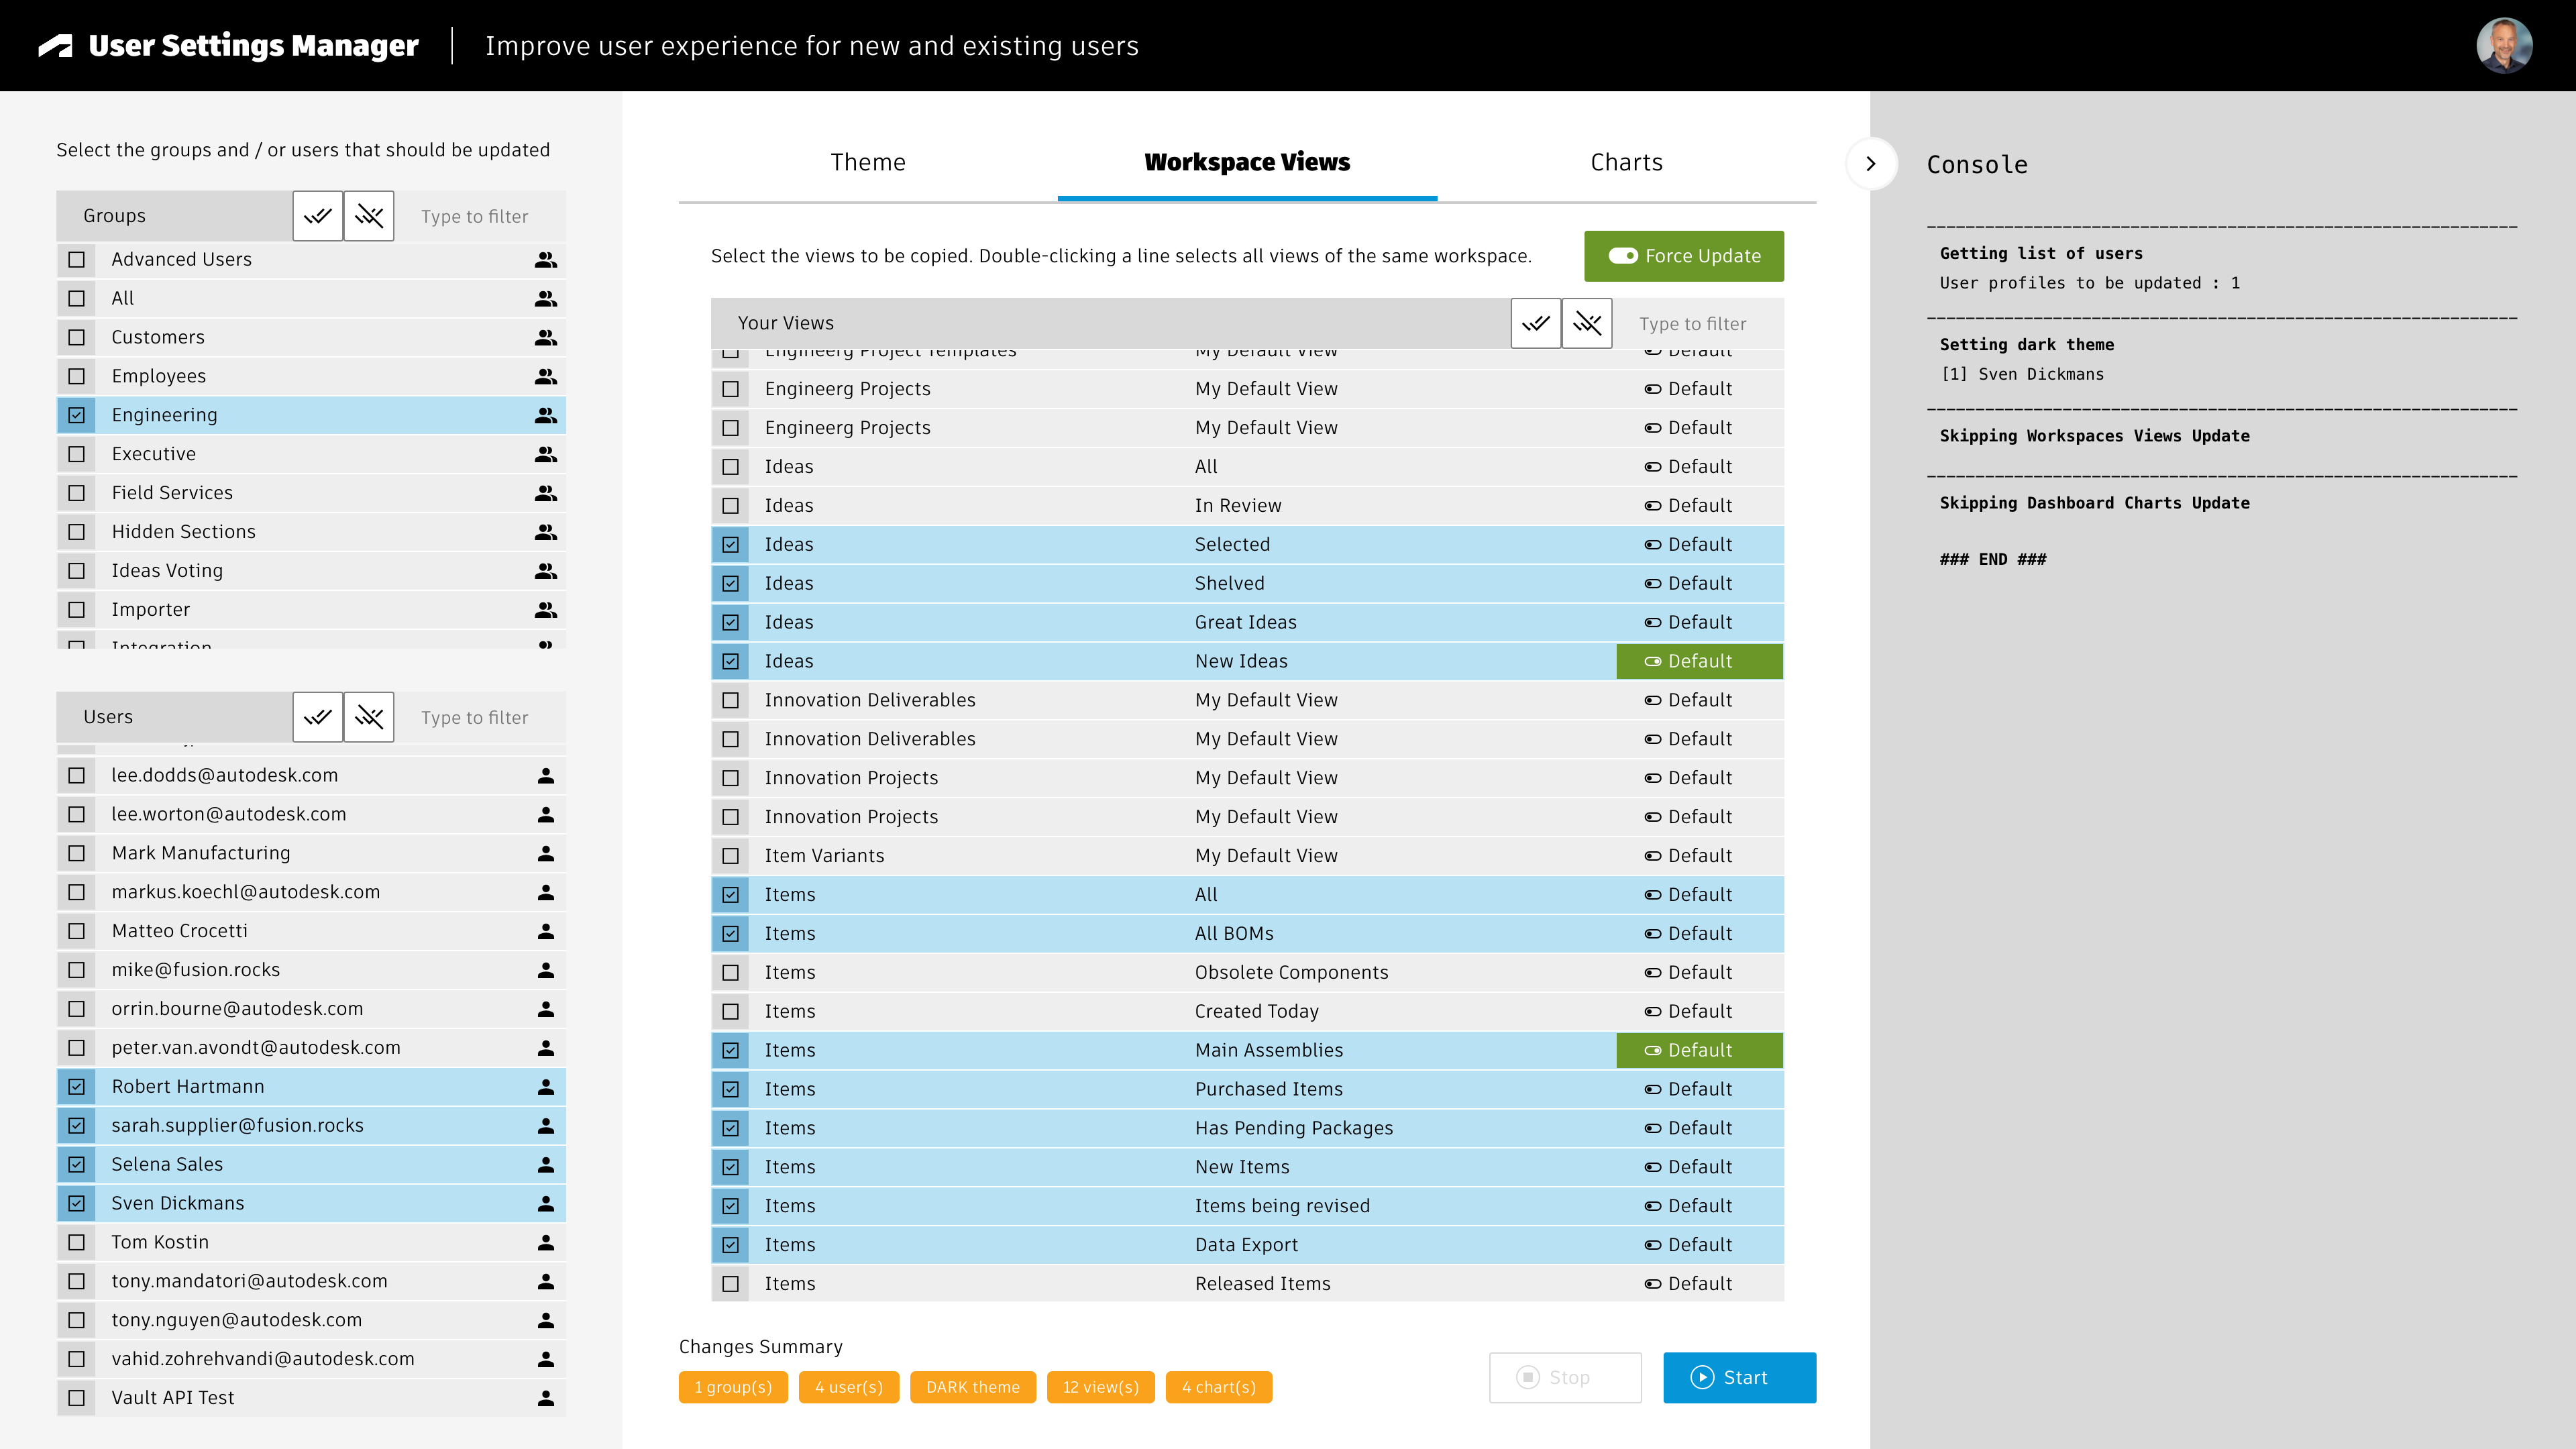 User Settings Manager
Improve user experience for new and existing users
Select the groups and / or users that should be updated
Groups
Type to filter
Advanced Users
All
Customers
Employees
Engineering
Executive
Field Services
Hidden Sections
Ideas Voting
Importer
Integration
Users
Type to filter
lee.dodds@autodesk.com
lee.worton@autodesk.com
Mark Manufacturing
markus.koechl@autodesk.com
Matteo Crocetti
mike@fusion.rocks
orrin.bourne@autodesk.com
peter.van.avondt@autodesk.com
Robert Hartmann
sarah.supplier@fusion.rocks
Selena Sales
Sven Dickmans
Tom Kostin
tony.mandatori@autodesk.com
tony.nguyen@autodesk.com
vahid.zohrehvandi@autodesk.com
Vault API Test
Theme
Workspace Views
Charts
Select the views to be copied. Double-clicking a line selects all views of the same workspace.
Force Update
Your Views
Type to filter
Engineerg Project Templates My Default View Default
Engineerg Projects My Default View Default
Engineerg Projects My Default View Default
Ideas All Default
Ideas In Review Default
Ideas Selected Default
Ideas Shelved Default
Ideas Great Ideas Default
Ideas New Ideas Default
Innovation Deliverables My Default View Default
Innovation Deliverables My Default View Default
Innovation Projects My Default View Default
Innovation Projects My Default View Default
Item Variants My Default View Default
Items All Default
Items All BOMs Default
Items Obsolete Components Default
Items Created Today Default
Items Main Assemblies Default
Items Purchased Items Default
Items Has Pending Packages Default
Items New Items Default
Items Items being revised Default
Items Data Export Default
Items Released Items Default
Changes Summary
1 group(s)
4 user(s)
DARK theme
12 view(s)
4 chart(s)
Stop
Start
Console
Getting list of users
User profiles to be updated : 1
Setting dark theme
[1] Sven Dickmans
Skipping Workspaces Views Update
Skipping Dashboard Charts Update
### END ###